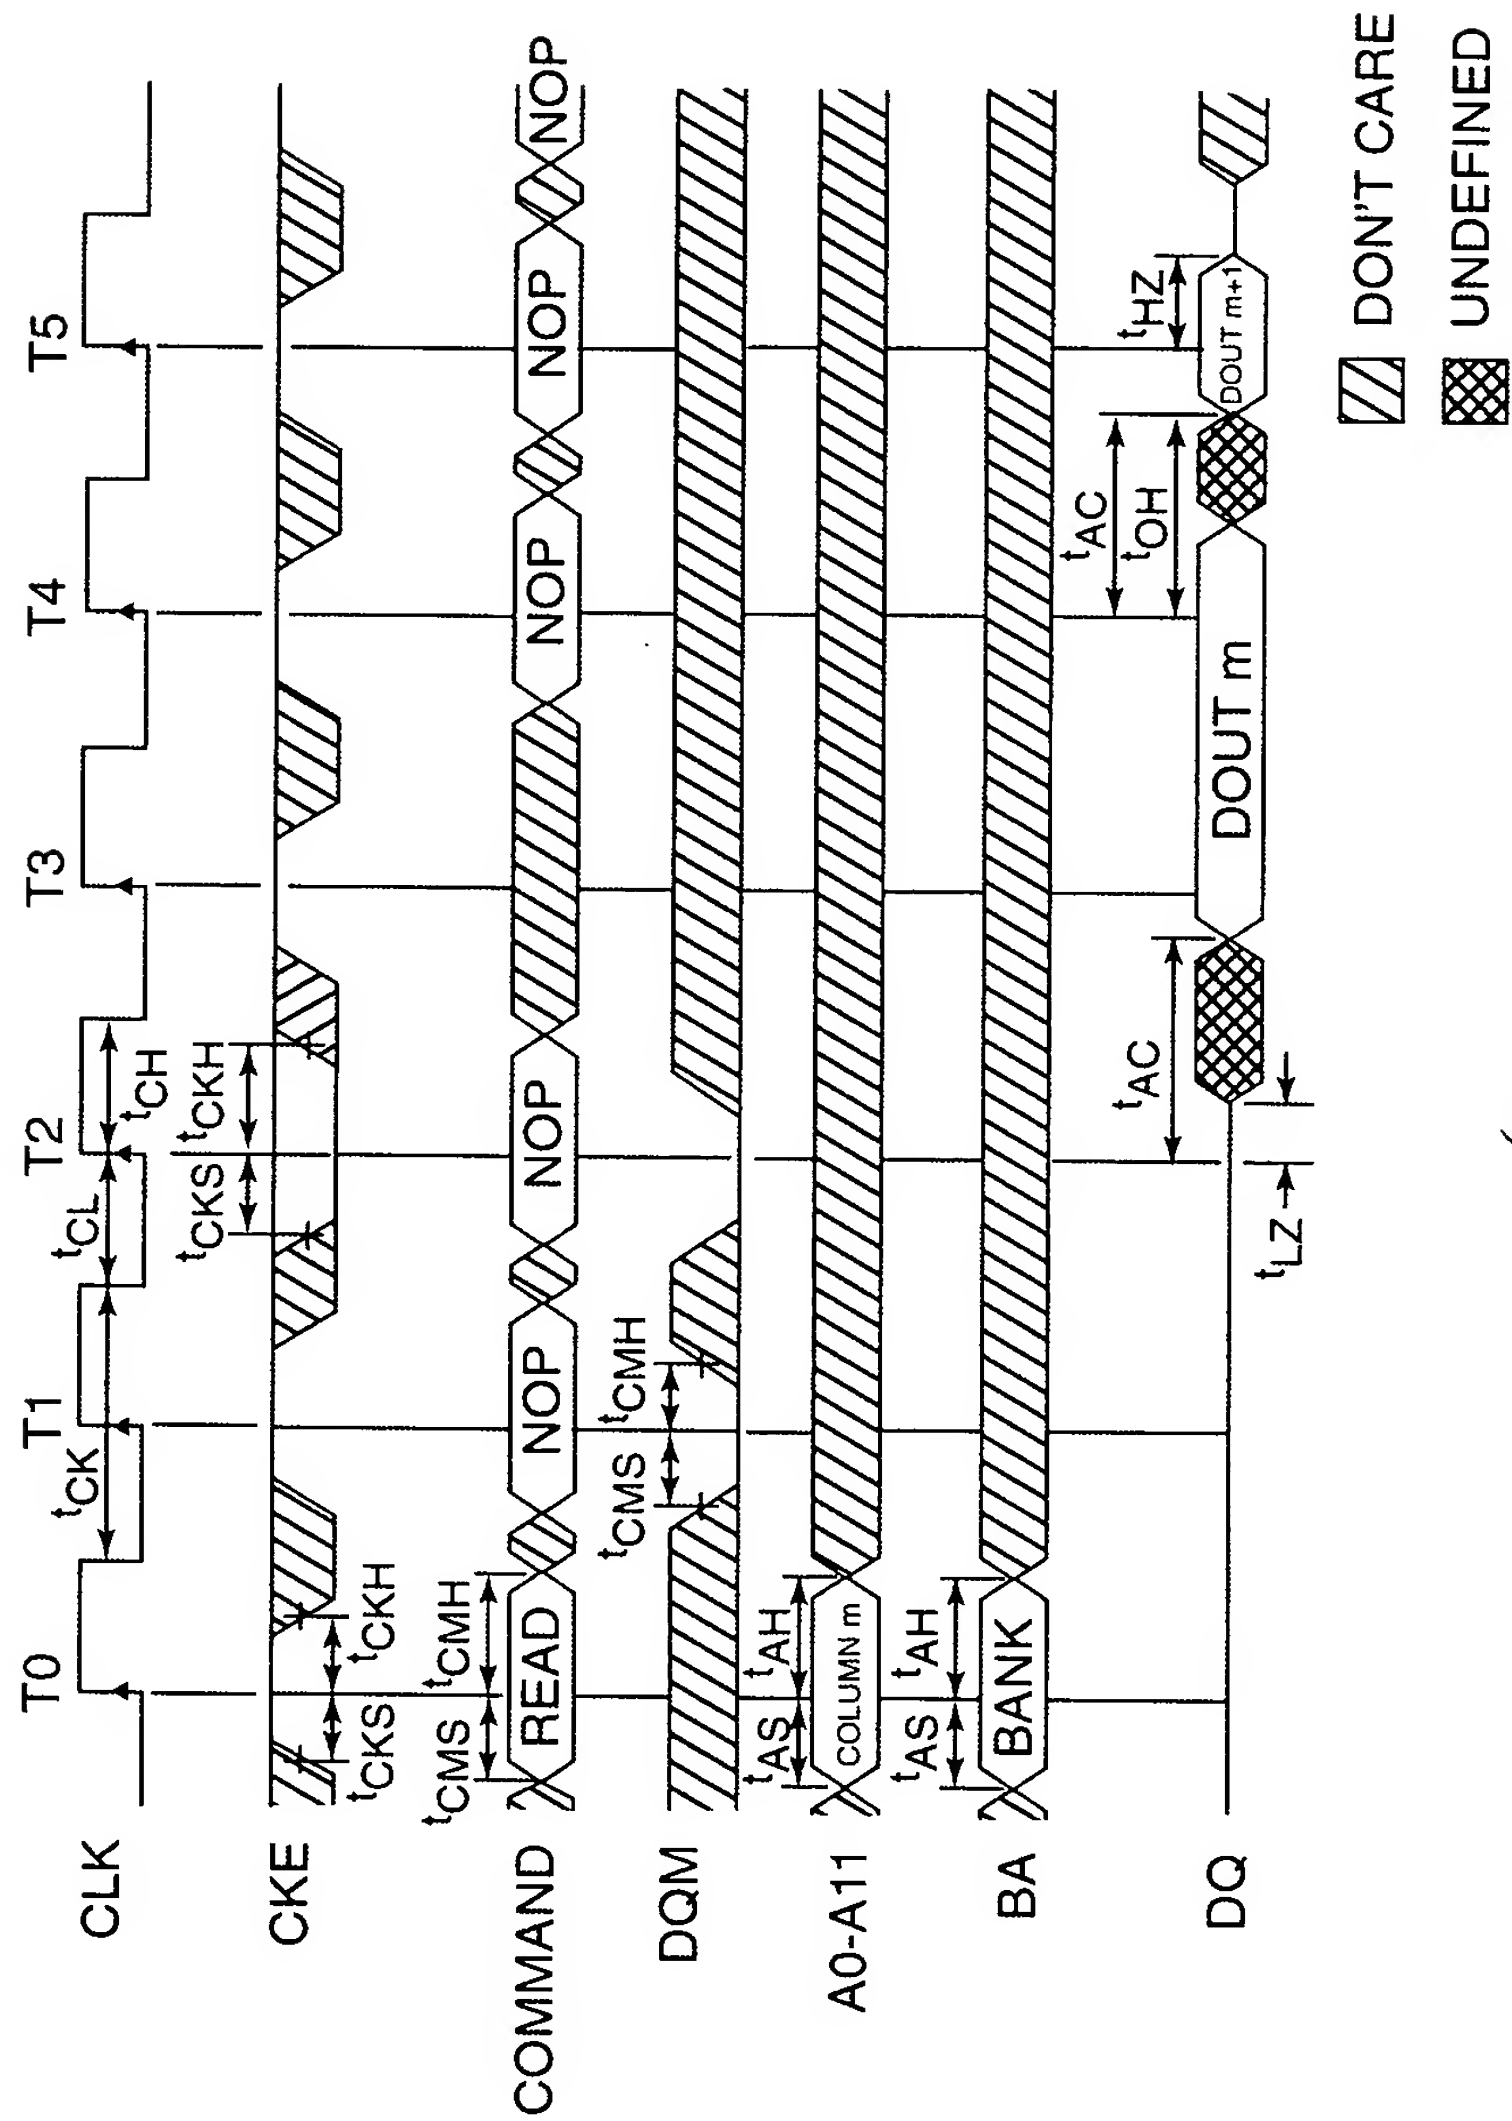 T0 T1 T2 T3 T4 T5
CLK
tCK tCL tCH
CKE
tCKS tCKH tCKS tCKH
tCMS tCMH
COMMAND
READ NOP NOP NOP NOP NOP
tCMS tCMH
DQM
tAS tAH
A0-A11
COLUMN m
tAS tAH
BA
BANK
tAC tAC
tOH tHZ
DQ
DOUT m DOUT m+1
tLZ
DON'T CARE
UNDEFINED